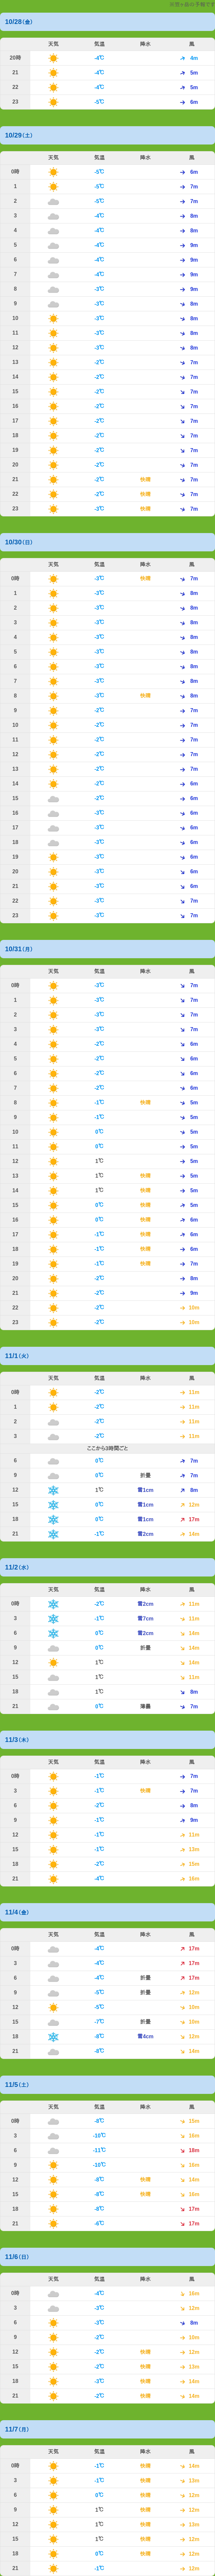 の予報です
10/28(金)
天気 気温 降水 風
20時 -4℃ 4m
21 -4℃ 5m
22 -4℃ 5m
23 -5℃ 6m
10/29(土)
天気 気温 降水 風
0時 -5℃ 6m
1 -5℃ 7m
2 -5℃ 7m
3 -4℃ 8m
4 -4℃ 8m
5 -4℃ 9m
6 -4℃ 9m
7 -4℃ 9m
8 -3℃ 9m
9 -3℃ 8m
10 -3℃ 8m
11 -3℃ 8m
12 -3℃ 8m
13 -2℃ 7m
14 -2℃ 7m
15 -2℃ 7m
16 -2℃ 7m
17 -2℃ 7m
18 -2℃ 7m
19 -2℃ 7m
20 -2℃ 7m
21 -2℃ 快晴 7m
22 -2℃ 快晴 7m
23 -3℃ 快晴 7m
10/30(日)
天気 気温 降水 風
0時 -3℃ 快晴 7m
1 -3℃ 8m
2 -3℃ 8m
3 -3℃ 8m
4 -3℃ 8m
5 -3℃ 8m
6 -3℃ 8m
7 -3℃ 8m
8 -3℃ 快晴 8m
9 -2℃ 7m
10 -2℃ 7m
11 -2℃ 7m
12 -2℃ 7m
13 -2℃ 7m
14 -2℃ 6m
15 -2℃ 6m
16 -3℃ 6m
17 -3℃ 6m
18 -3℃ 6m
19 -3℃ 6m
20 -3℃ 6m
21 -3℃ 6m
22 -3℃ 7m
23 -3℃ 7m
10/31(月)
天気 気温 降水 風
0時 -3℃ 7m
1 -3℃ 7m
2 -3℃ 7m
3 -3℃ 7m
4 -2℃ 6m
5 -2℃ 6m
6 -2℃ 6m
7 -2℃ 6m
8 -1℃ 快晴 5m
9 -1℃ 5m
10 0℃ 5m
11 0℃ 5m
12 1℃ 5m
13 1℃ 快晴 5m
14 1℃ 快晴 5m
15 0℃ 快晴 5m
16 0℃ 快晴 6m
17 -1℃ 快晴 6m
18 -1℃ 快晴 6m
19 -1℃ 快晴 7m
20 -2℃ 8m
21 -2℃ 9m
22 -2℃ 10m
23 -2℃ 10m
11/1(火)
天気 気温 降水 風
0時 -2℃ 11m
1 -2℃ 11m
2 -2℃ 11m
3 -2℃ 11m
ここから3時間ごと
6 0℃ 7m
9 0℃ 折曇 7m
12 1℃ 雪1cm 8m
15 0℃ 雪1cm 12m
18 0℃ 雪1cm 17m
21 -1℃ 雪2cm 14m
11/2(水)
天気 気温 降水 風
0時 -2℃ 雪2cm 11m
3 -1℃ 雪7cm 11m
6 0℃ 雪2cm 14m
9 0℃ 折曇 14m
12 1℃ 14m
15 1℃ 11m
18 1℃ 8m
21 0℃ 薄曇 7m
11/3(木)
天気 気温 降水 風
0時 -1℃ 7m
3 -1℃ 快晴 7m
6 -2℃ 8m
9 -1℃ 9m
12 -1℃ 11m
15 -1℃ 13m
18 -2℃ 15m
21 -4℃ 16m
11/4(金)
天気 気温 降水 風
0時 -4℃ 17m
3 -4℃ 17m
6 -4℃ 折曇 17m
9 -5℃ 折曇 12m
12 -5℃ 10m
15 -7℃ 折曇 10m
18 -8℃ 雪4cm 12m
21 -8℃ 14m
11/5(土)
天気 気温 降水 風
0時 -8℃ 15m
3 -10℃ 16m
6 -11℃ 18m
9 -10℃ 16m
12 -8℃ 快晴 14m
15 -8℃ 快晴 16m
18 -8℃ 17m
21 -6℃ 17m
11/6(日)
天気 気温 降水 風
0時 -4℃ 16m
3 -3℃ 11m
6 -3℃ 8m
9 -2℃ 10m
12 -2℃ 快晴 12m
15 -2℃ 快晴 13m
18 -3℃ 快晴 14m
21 -2℃ 快晴 14m
11/7(月)
天気 気温 降水 風
0時 -1℃ 快晴 14m
3 -1℃ 快晴 13m
6 0℃ 快晴 12m
9 1℃ 快晴 12m
12 1℃ 快晴 13m
15 1℃ 快晴 12m
18 0℃ 快晴 12m
21 -1℃ 12m